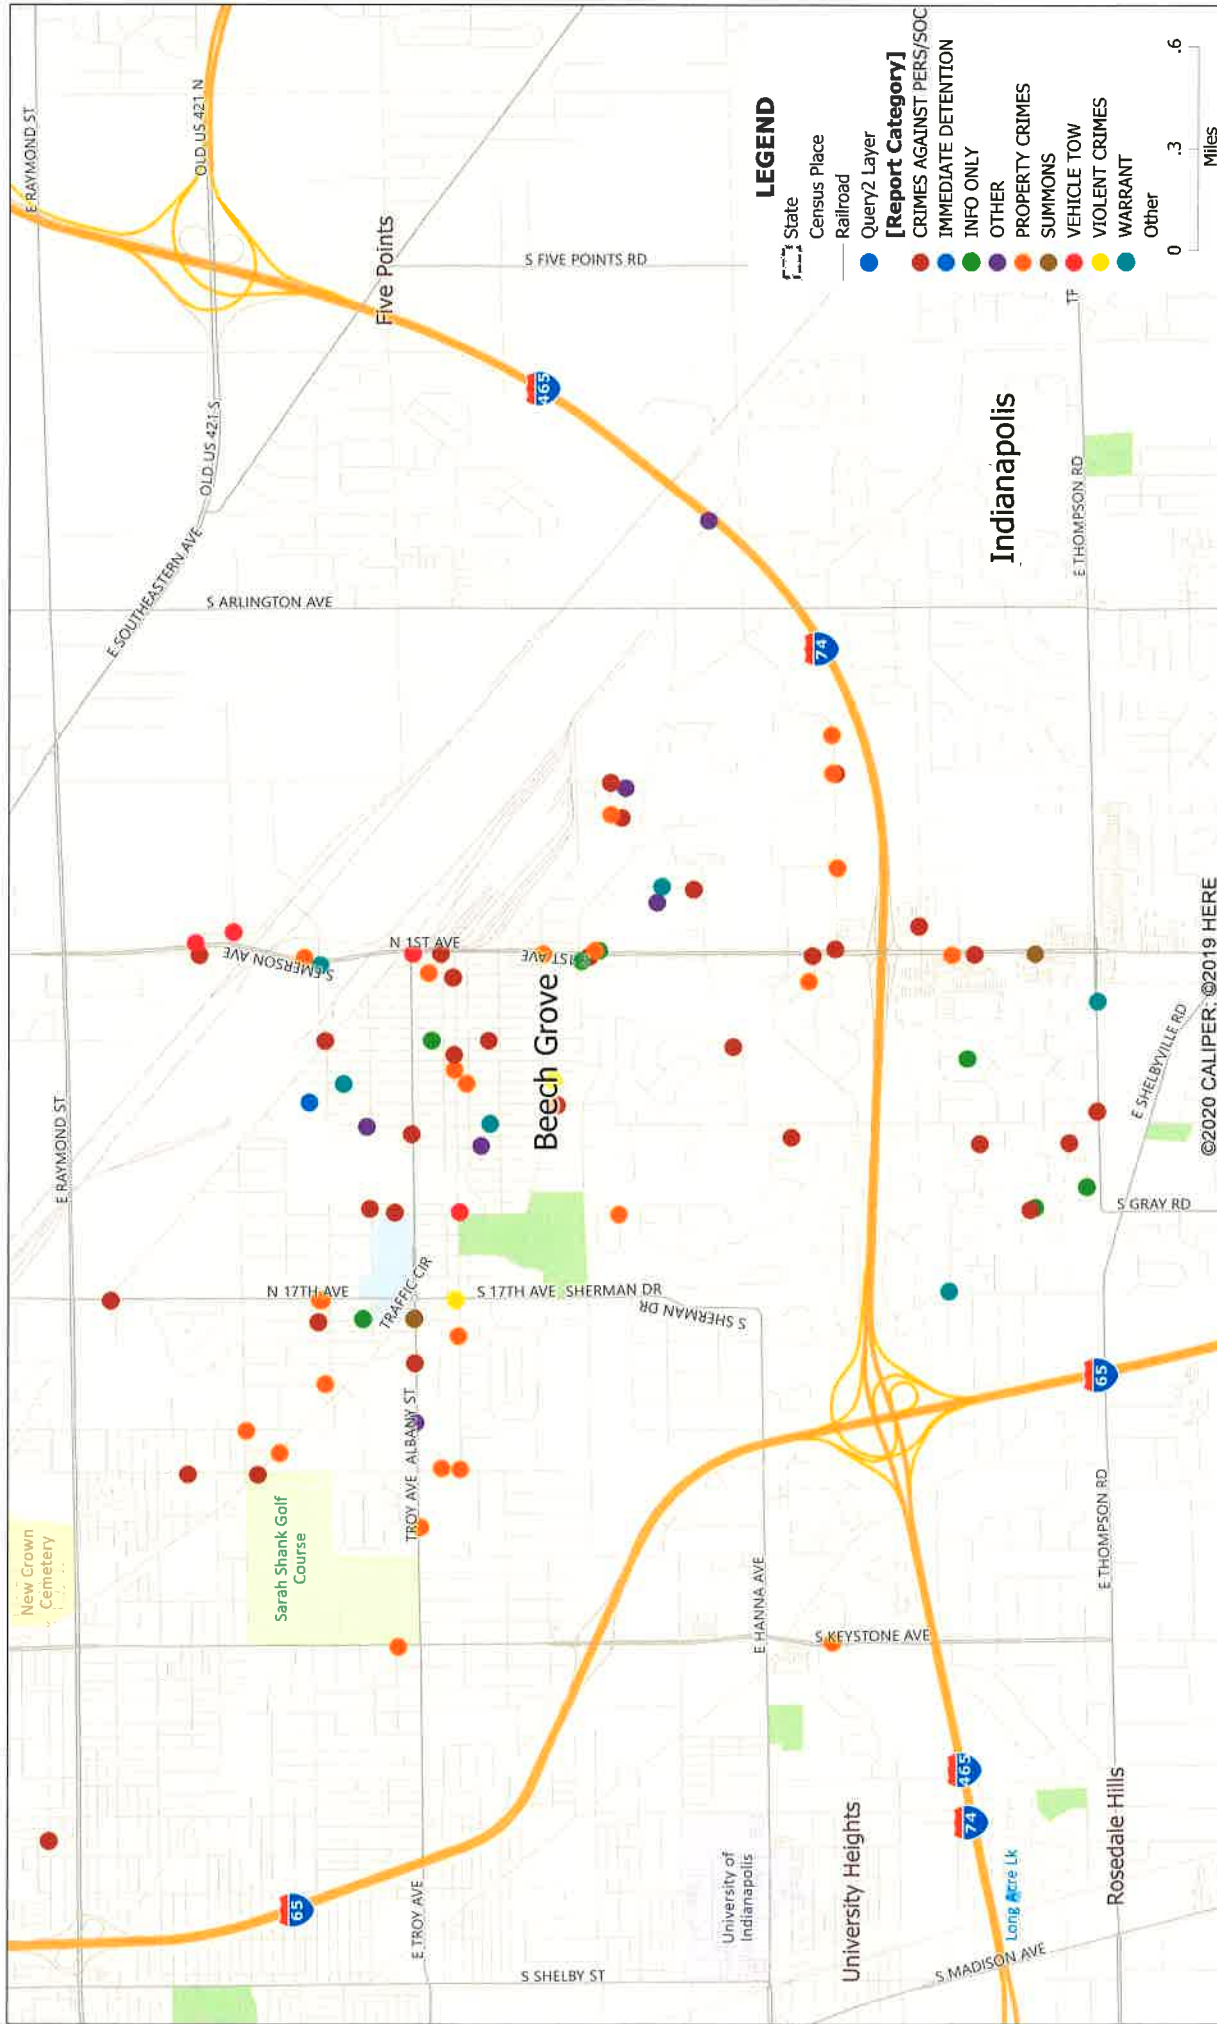 New Crown
Cemetery
E RAYMOND ST
E RAYMOND ST
OLD US 421 N
OLD US 421 S
E SOUTHEASTERN AVE
Five Points
S FIVE POINTS RD
S ARLINGTON AVE
465
74
Indianapolis
E THOMPSON RD
N 1ST AVE
S EMERSON AVE
Beech Grove
N 17TH AVE
TRAFFIC CIR
S 17TH AVE
SHERMAN DR
S SHERMAN DR
TROY AVE
ALBANY ST
Sarah Shank Golf
Course
E HANNA AVE
S KEYSTONE AVE
65
E THOMPSON RD
S GRAY RD
E SHELBYVILLE RD
65
E TROY AVE
S SHELBY ST
University of
Indianapolis
University Heights
465
74
Long Acre Lk
S MADISON AVE
Rosedale Hills
LEGEND
State
Census Place
Railroad
Query2 Layer
[Report Category]
CRIMES AGAINST PERS/SOC
IMMEDIATE DETENTION
INFO ONLY
OTHER
PROPERTY CRIMES
SUMMONS
VEHICLE TOW
VIOLENT CRIMES
WARRANT
Other
0 .3 .6
Miles
©2020 CALIPER; ©2019 HERE